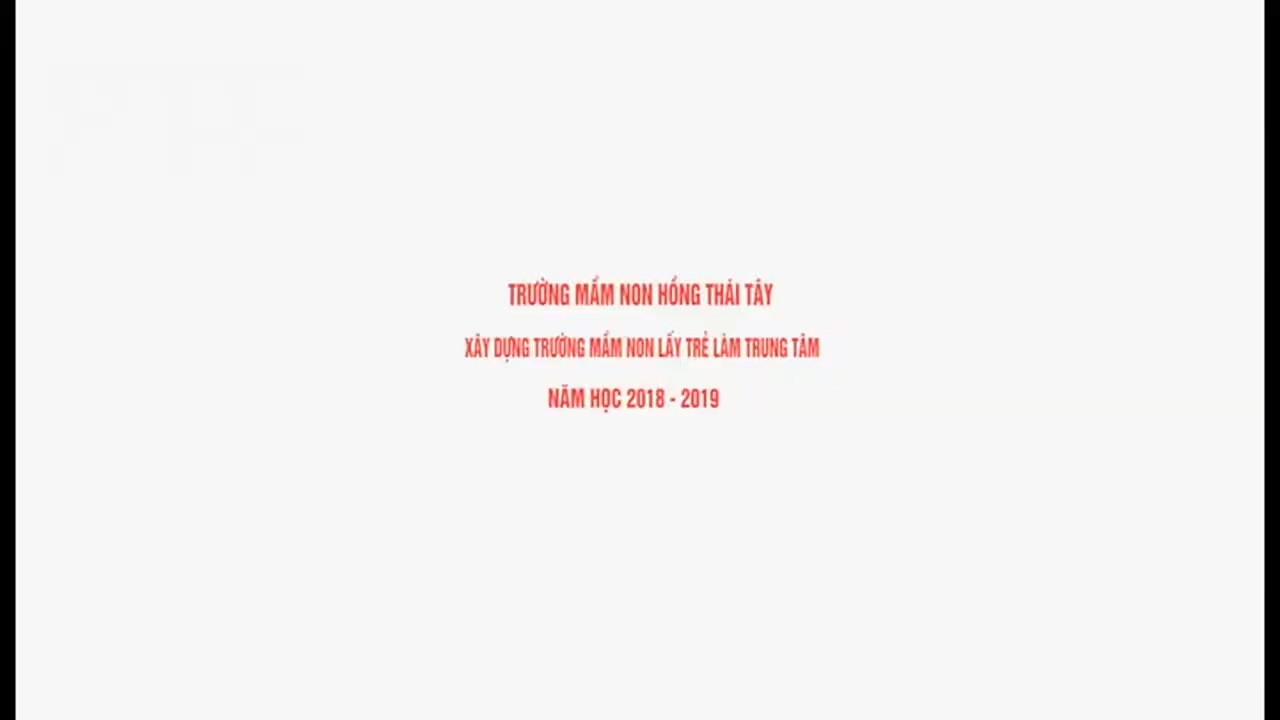 TRƯỜNG MẦM NON HỒNG THÁI TÂY
XÂY DỰNG TRƯỜNG MẦM NON LẤY TRẺ LÀM TRUNG TÂM
NĂM HỌC 2018 - 2019